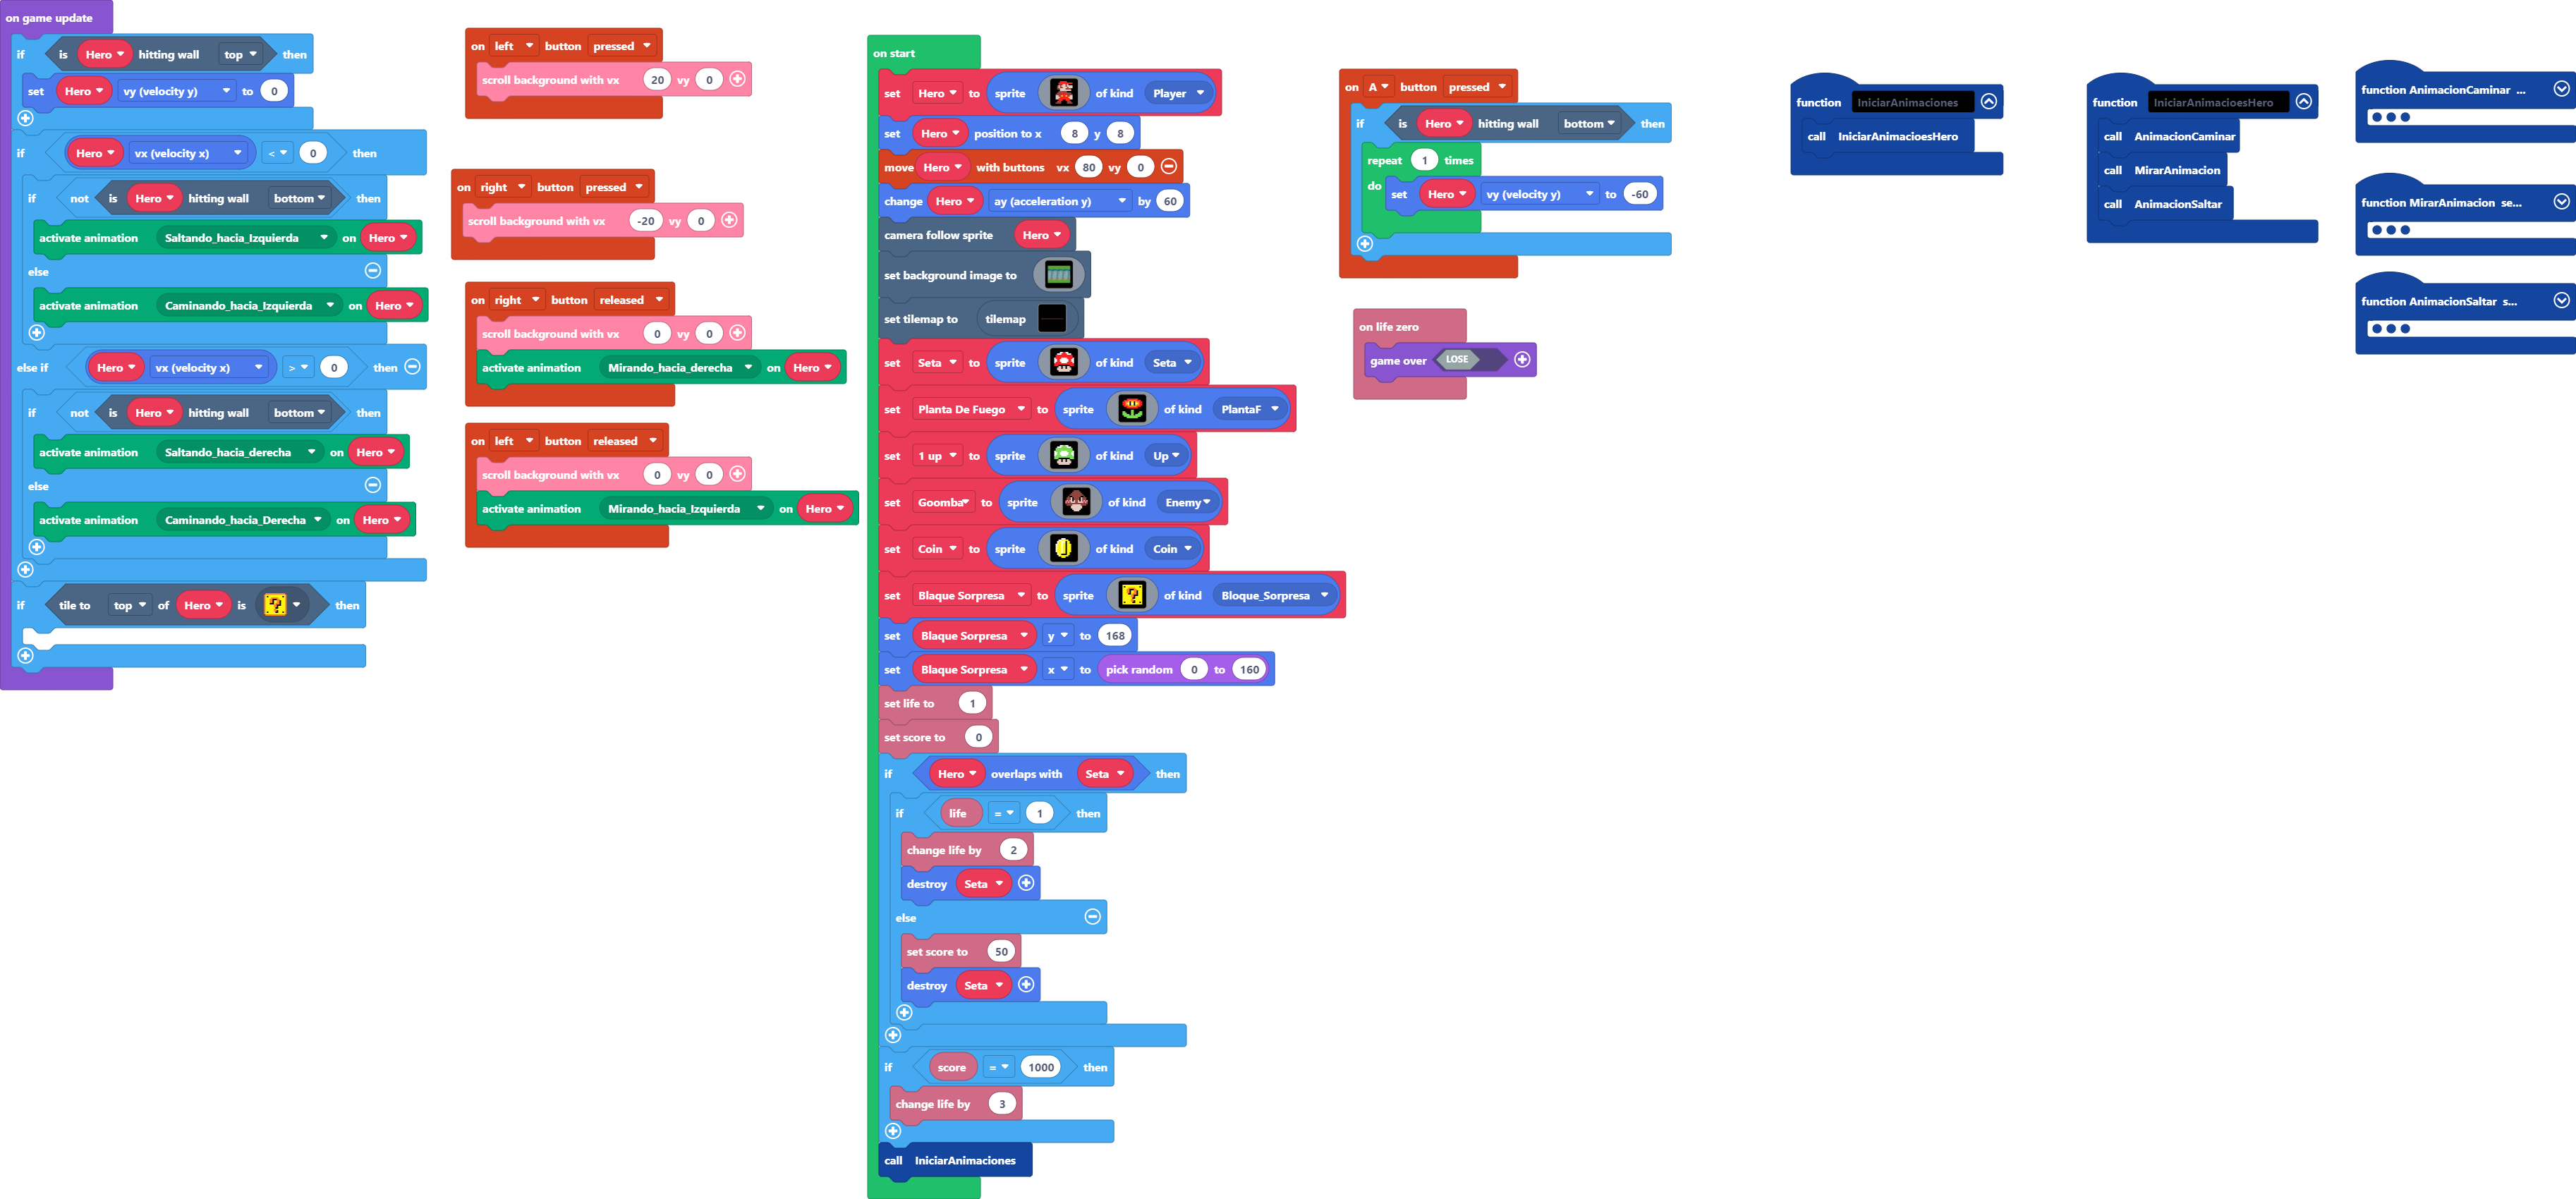 on game update
if is Hero hitting wall top then
set Hero vy (velocity y) to 0
if Hero vx (velocity x) < 0 then
if not is Hero hitting wall bottom then
activate animation Saltando_hacia_Izquierda on Hero
else
activate animation Caminando_hacia_Izquierda on Hero
else if Hero vx (velocity x) > 0 then
if not is Hero hitting wall bottom then
activate animation Saltando_hacia_derecha on Hero
else
activate animation Caminando_hacia_Derecha on Hero
if tile to top of Hero is ? then
on left button pressed
scroll background with vx 20 vy 0
on right button pressed
scroll background with vx -20 vy 0
on right button released
scroll background with vx 0 vy 0
activate animation Mirando_hacia_derecha on Hero
on left button released
scroll background with vx 0 vy 0
activate animation Mirando_hacia_Izquierda on Hero
on start
set Hero to sprite of kind Player
set Hero position to x 8 y 8
move Hero with buttons vx 80 vy 0
change Hero ay (acceleration y) by 60
camera follow sprite Hero
set background image to
set tilemap to tilemap
set Seta to sprite of kind Seta
set Planta De Fuego to sprite of kind PlantaF
set 1 up to sprite of kind Up
set Goomba to sprite of kind Enemy
set Coin to sprite of kind Coin
set Blaque Sorpresa to sprite ? of kind Bloque_Sorpresa
set Blaque Sorpresa y to 168
set Blaque Sorpresa x to pick random 0 to 160
set life to 1
set score to 0
if Hero overlaps with Seta then
if life = 1 then
change life by 2
destroy Seta
else
set score to 50
destroy Seta
if score = 1000 then
change life by 3
call IniciarAnimaciones
on A button pressed
if is Hero hitting wall bottom then
repeat 1 times
do set Hero vy (velocity y) to -60
on life zero
game over LOSE
function IniciarAnimaciones
call IniciarAnimacioesHero
function IniciarAnimacioesHero
call AnimacionCaminar
call MirarAnimacion
call AnimacionSaltar
function AnimacionCaminar ...
function MirarAnimacion se...
function AnimacionSaltar s...